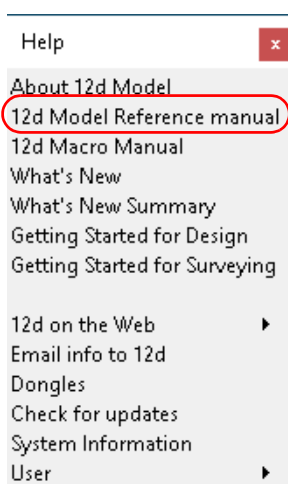 Help
x
About 12d Model
12d Model Reference manual
12d Macro Manual
What's New
What's New Summary
Getting Started for Design
Getting Started for Surveying
12d on the Web
Email info to 12d
Dongles
Check for updates
System Information
User